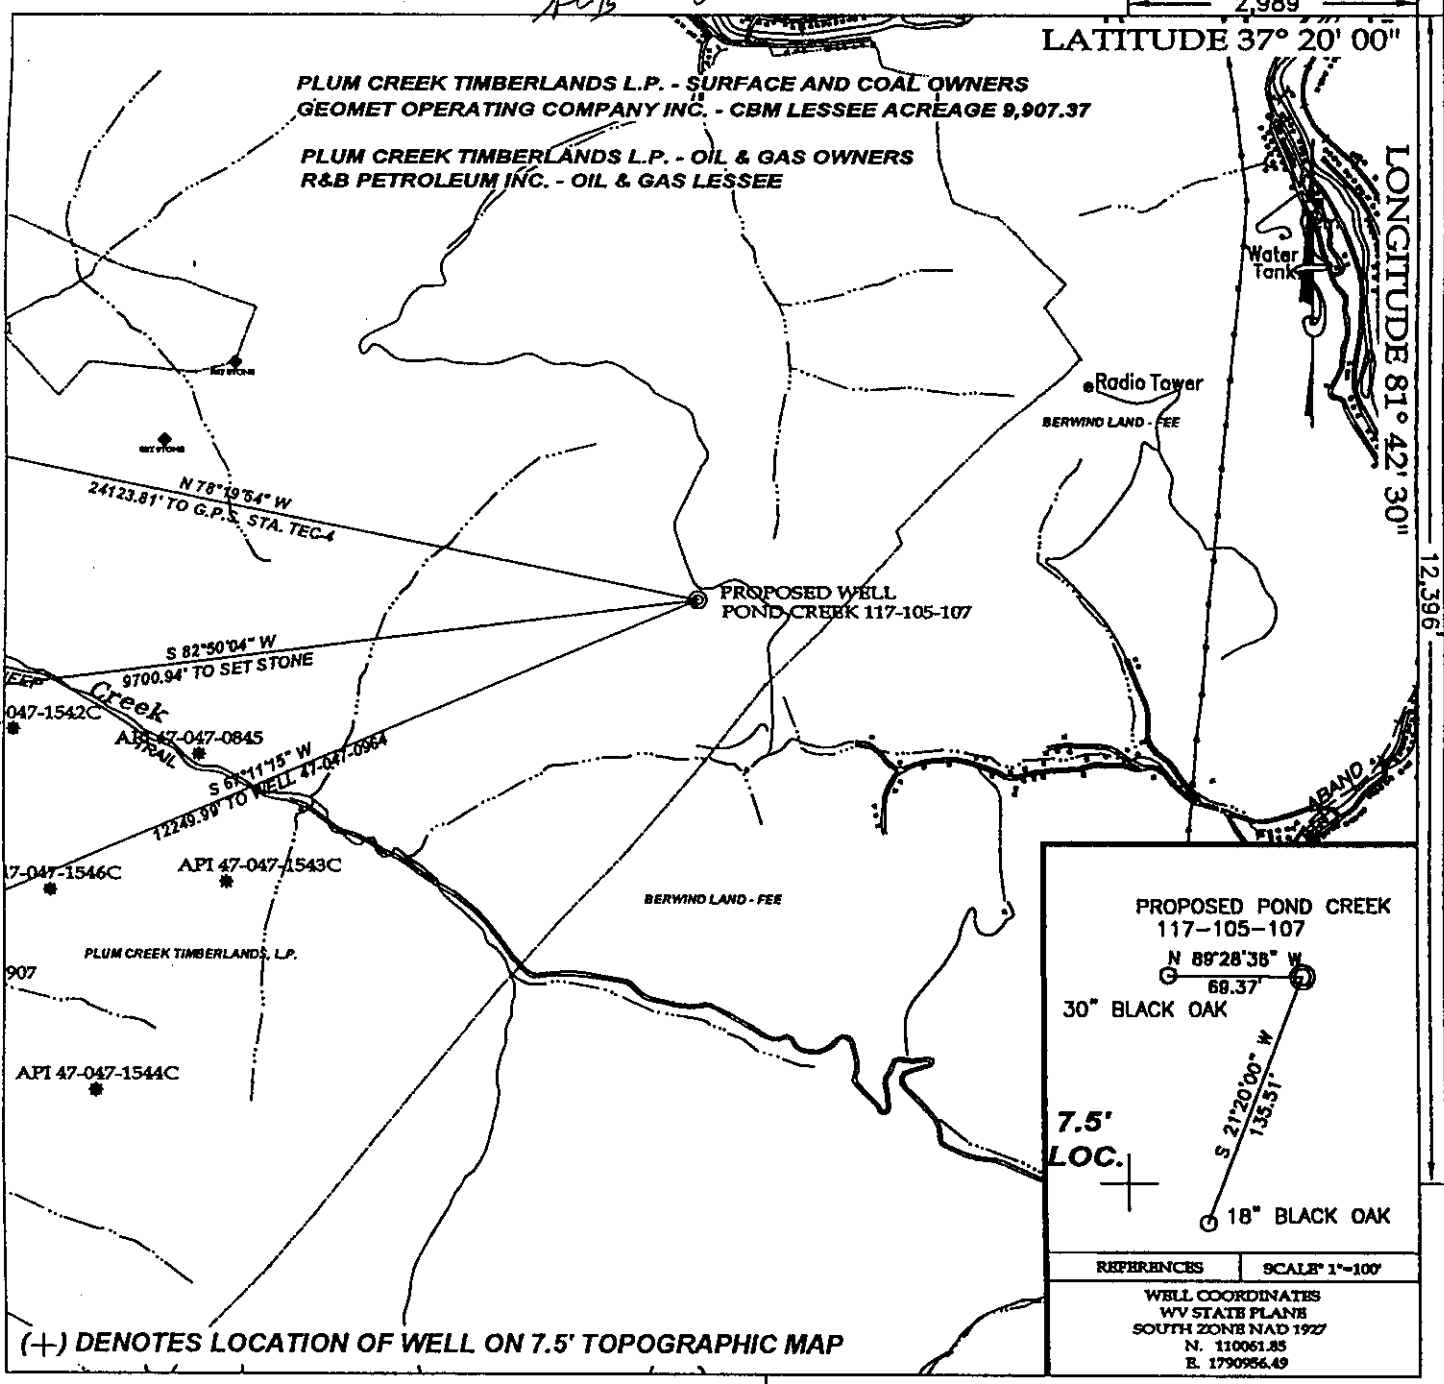 2,989
LATITUDE 37° 20' 00"
PLUM CREEK TIMBERLANDS L.P. - SURFACE AND COAL OWNERS
GEOMET OPERATING COMPANY INC. - CBM LESSEE ACREAGE 9,907.37
PLUM CREEK TIMBERLANDS L.P. - OIL & GAS OWNERS
R&B PETROLEUM INC. - OIL & GAS LESSEE
LONGITUDE 81° 42' 30"
12,396'
Water
Tank
Radio Tower
BERWIND LAND - FEE
SET STONE
SET STONE
N 78°19'54" W
24123.81' TO G.P.S. STA. TEC-4
PROPOSED WELL
POND CREEK 117-105-107
S 82°50'04" W
9700.94' TO SET STONE
Creek
TRAIL
047-1542C
API 47-047-0845
W
12249.99' TO WELL 47-047-0964
ABAND
7-047-1546C
API 47-047-1543C
BERWIND LAND - FEE
PLUM CREEK TIMBERLANDS, L.P.
907
API 47-047-1544C
PROPOSED POND CREEK
117-105-107
N 89°28'36" W
69.37'
30" BLACK OAK
S 21°20'00" W
135.51'
7.5'
LOC.
18" BLACK OAK
REFERENCES
SCALE" 1"=100'
WELL COORDINATES
WV STATE PLANE
SOUTH ZONE NAD 1927
N. 110061.85
E. 1790956.49
(+) DENOTES LOCATION OF WELL ON 7.5' TOPOGRAPHIC MAP